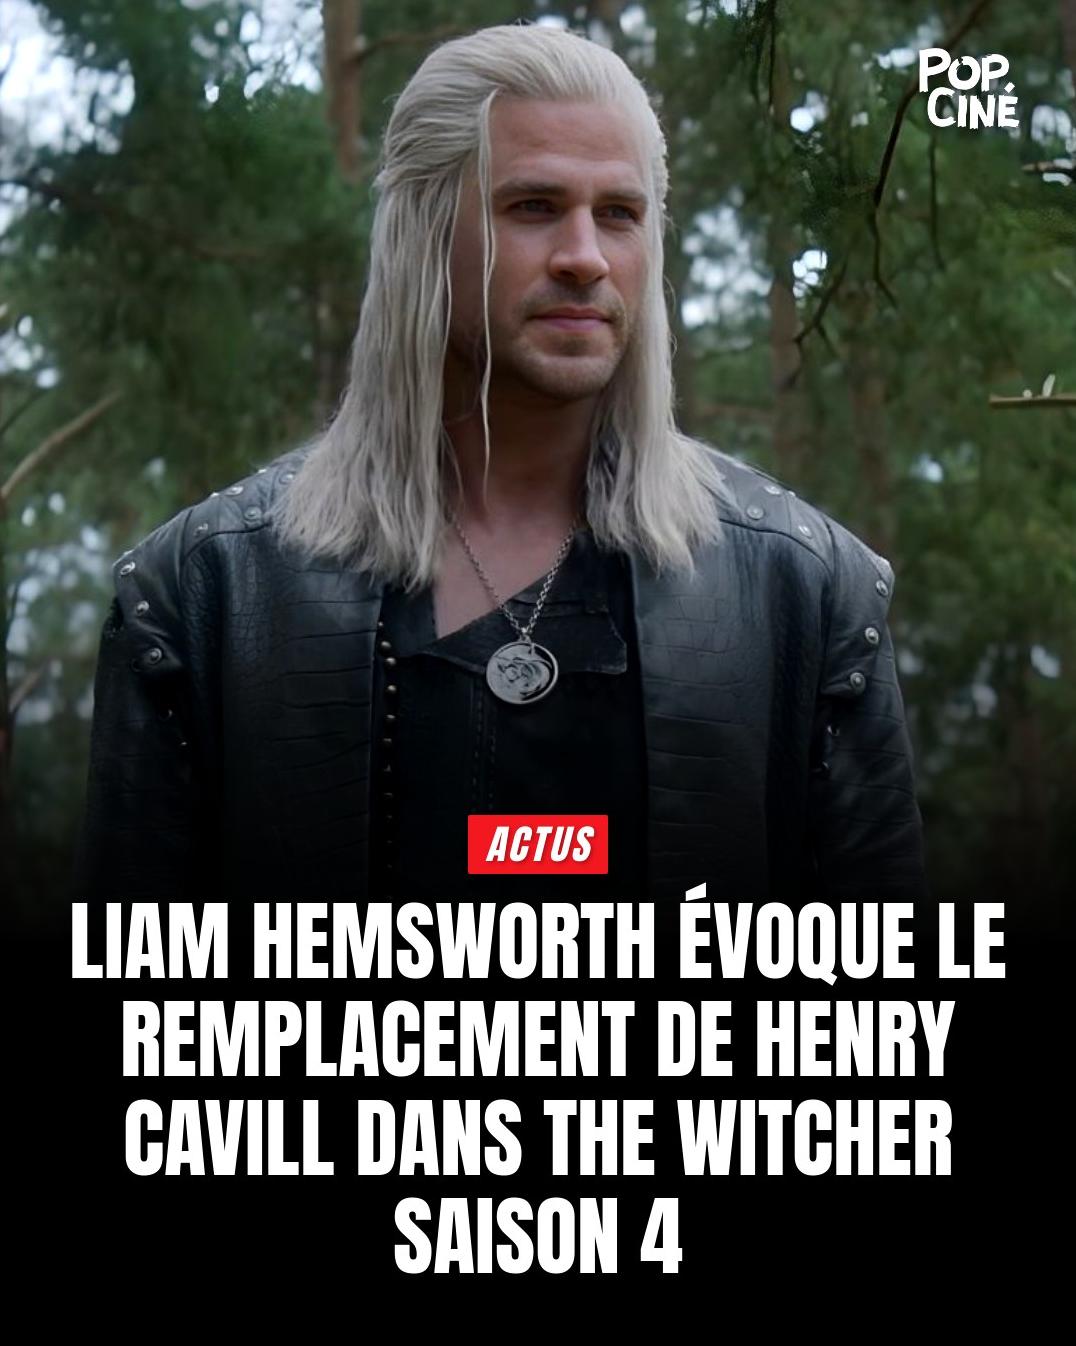 POP
CINÉ
ACTUS
LIAM HEMSWORTH ÉVOQUE LE
REMPLACEMENT DE HENRY
CAVILL DANS THE WITCHER
SAISON 4